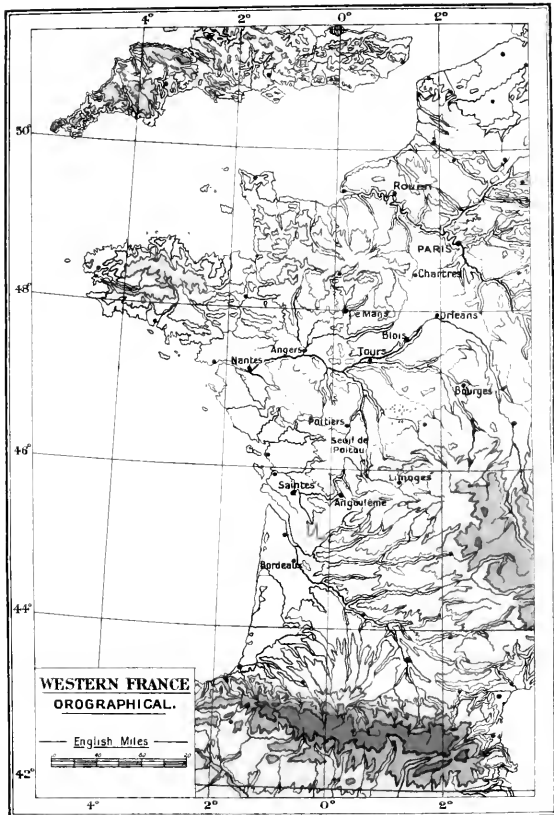 4° 2° 0° 2°
50°
Rouen
PARIS
Chartres
48°
Le Mans
Orleans
Blois
Angers
Tours
Nantes
Bourges
Poitiers
Seuil de
Poitou
46°
Limoges
Saintes
Angoulême
Bordeaux
44°
WESTERN FRANCE
OROGRAPHICAL.
English Miles
42°
4° 2° 0° 2°